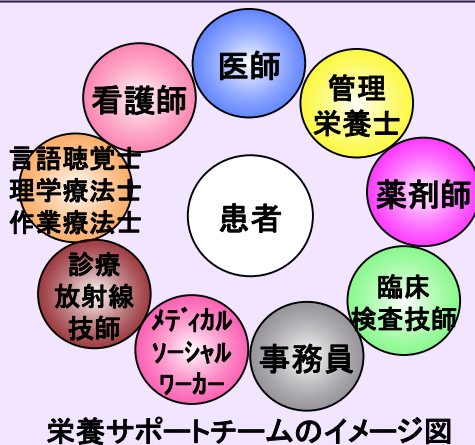 医師
管理
栄養士
薬剤師
臨床
検査技師
事務員
メディカル
ソーシャル
ワーカー
診療
放射線
技師
言語聴覚士
理学療法士
作業療法士
看護師
患者
栄養サポートチームのイメージ図